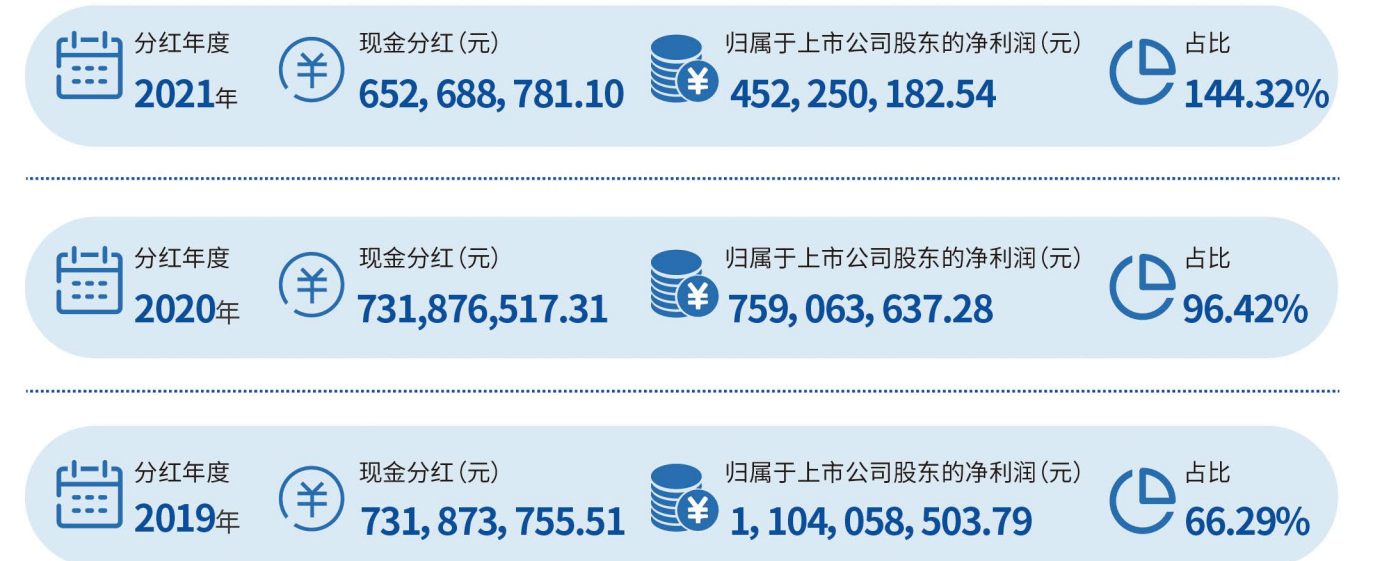 分红年度 现金分红(元) 归属于上市公司股东的净利润(元) 占比
2021年 652, 688, 781.10 452, 250, 182.54 144.32%
分红年度 现金分红(元) 归属于上市公司股东的净利润(元) 占比
2020年 731,876,517.31 759, 063, 637.28 96.42%
分红年度 现金分红(元) 归属于上市公司股东的净利润(元) 占比
2019年 731, 873, 755.51 1, 104, 058, 503.79 66.29%